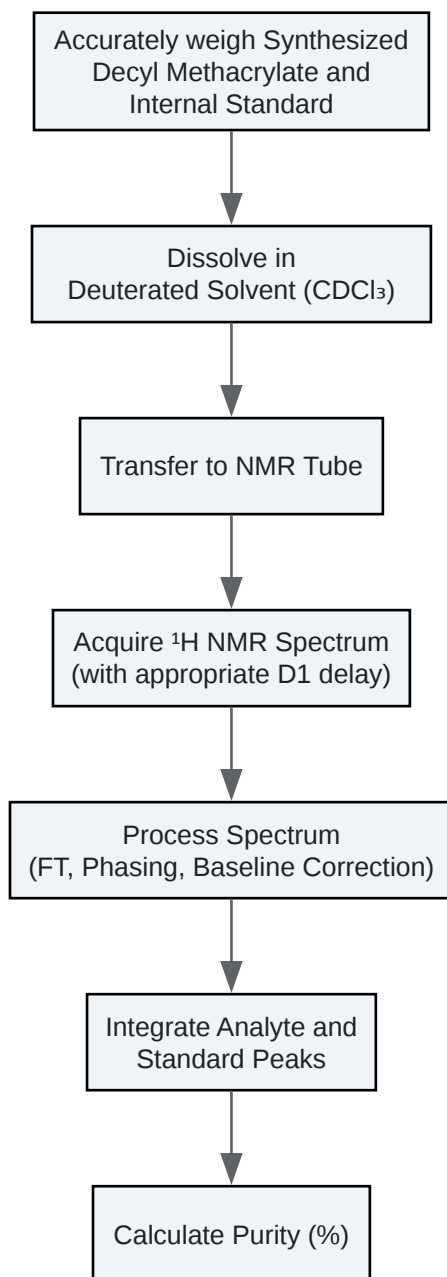 Accurately weigh Synthesized
Decyl Methacrylate and
Internal Standard
Dissolve in
Deuterated Solvent (CDCl₃)
Transfer to NMR Tube
Acquire ¹H NMR Spectrum
(with appropriate D1 delay)
Process Spectrum
(FT, Phasing, Baseline Correction)
Integrate Analyte and
Standard Peaks
Calculate Purity (%)